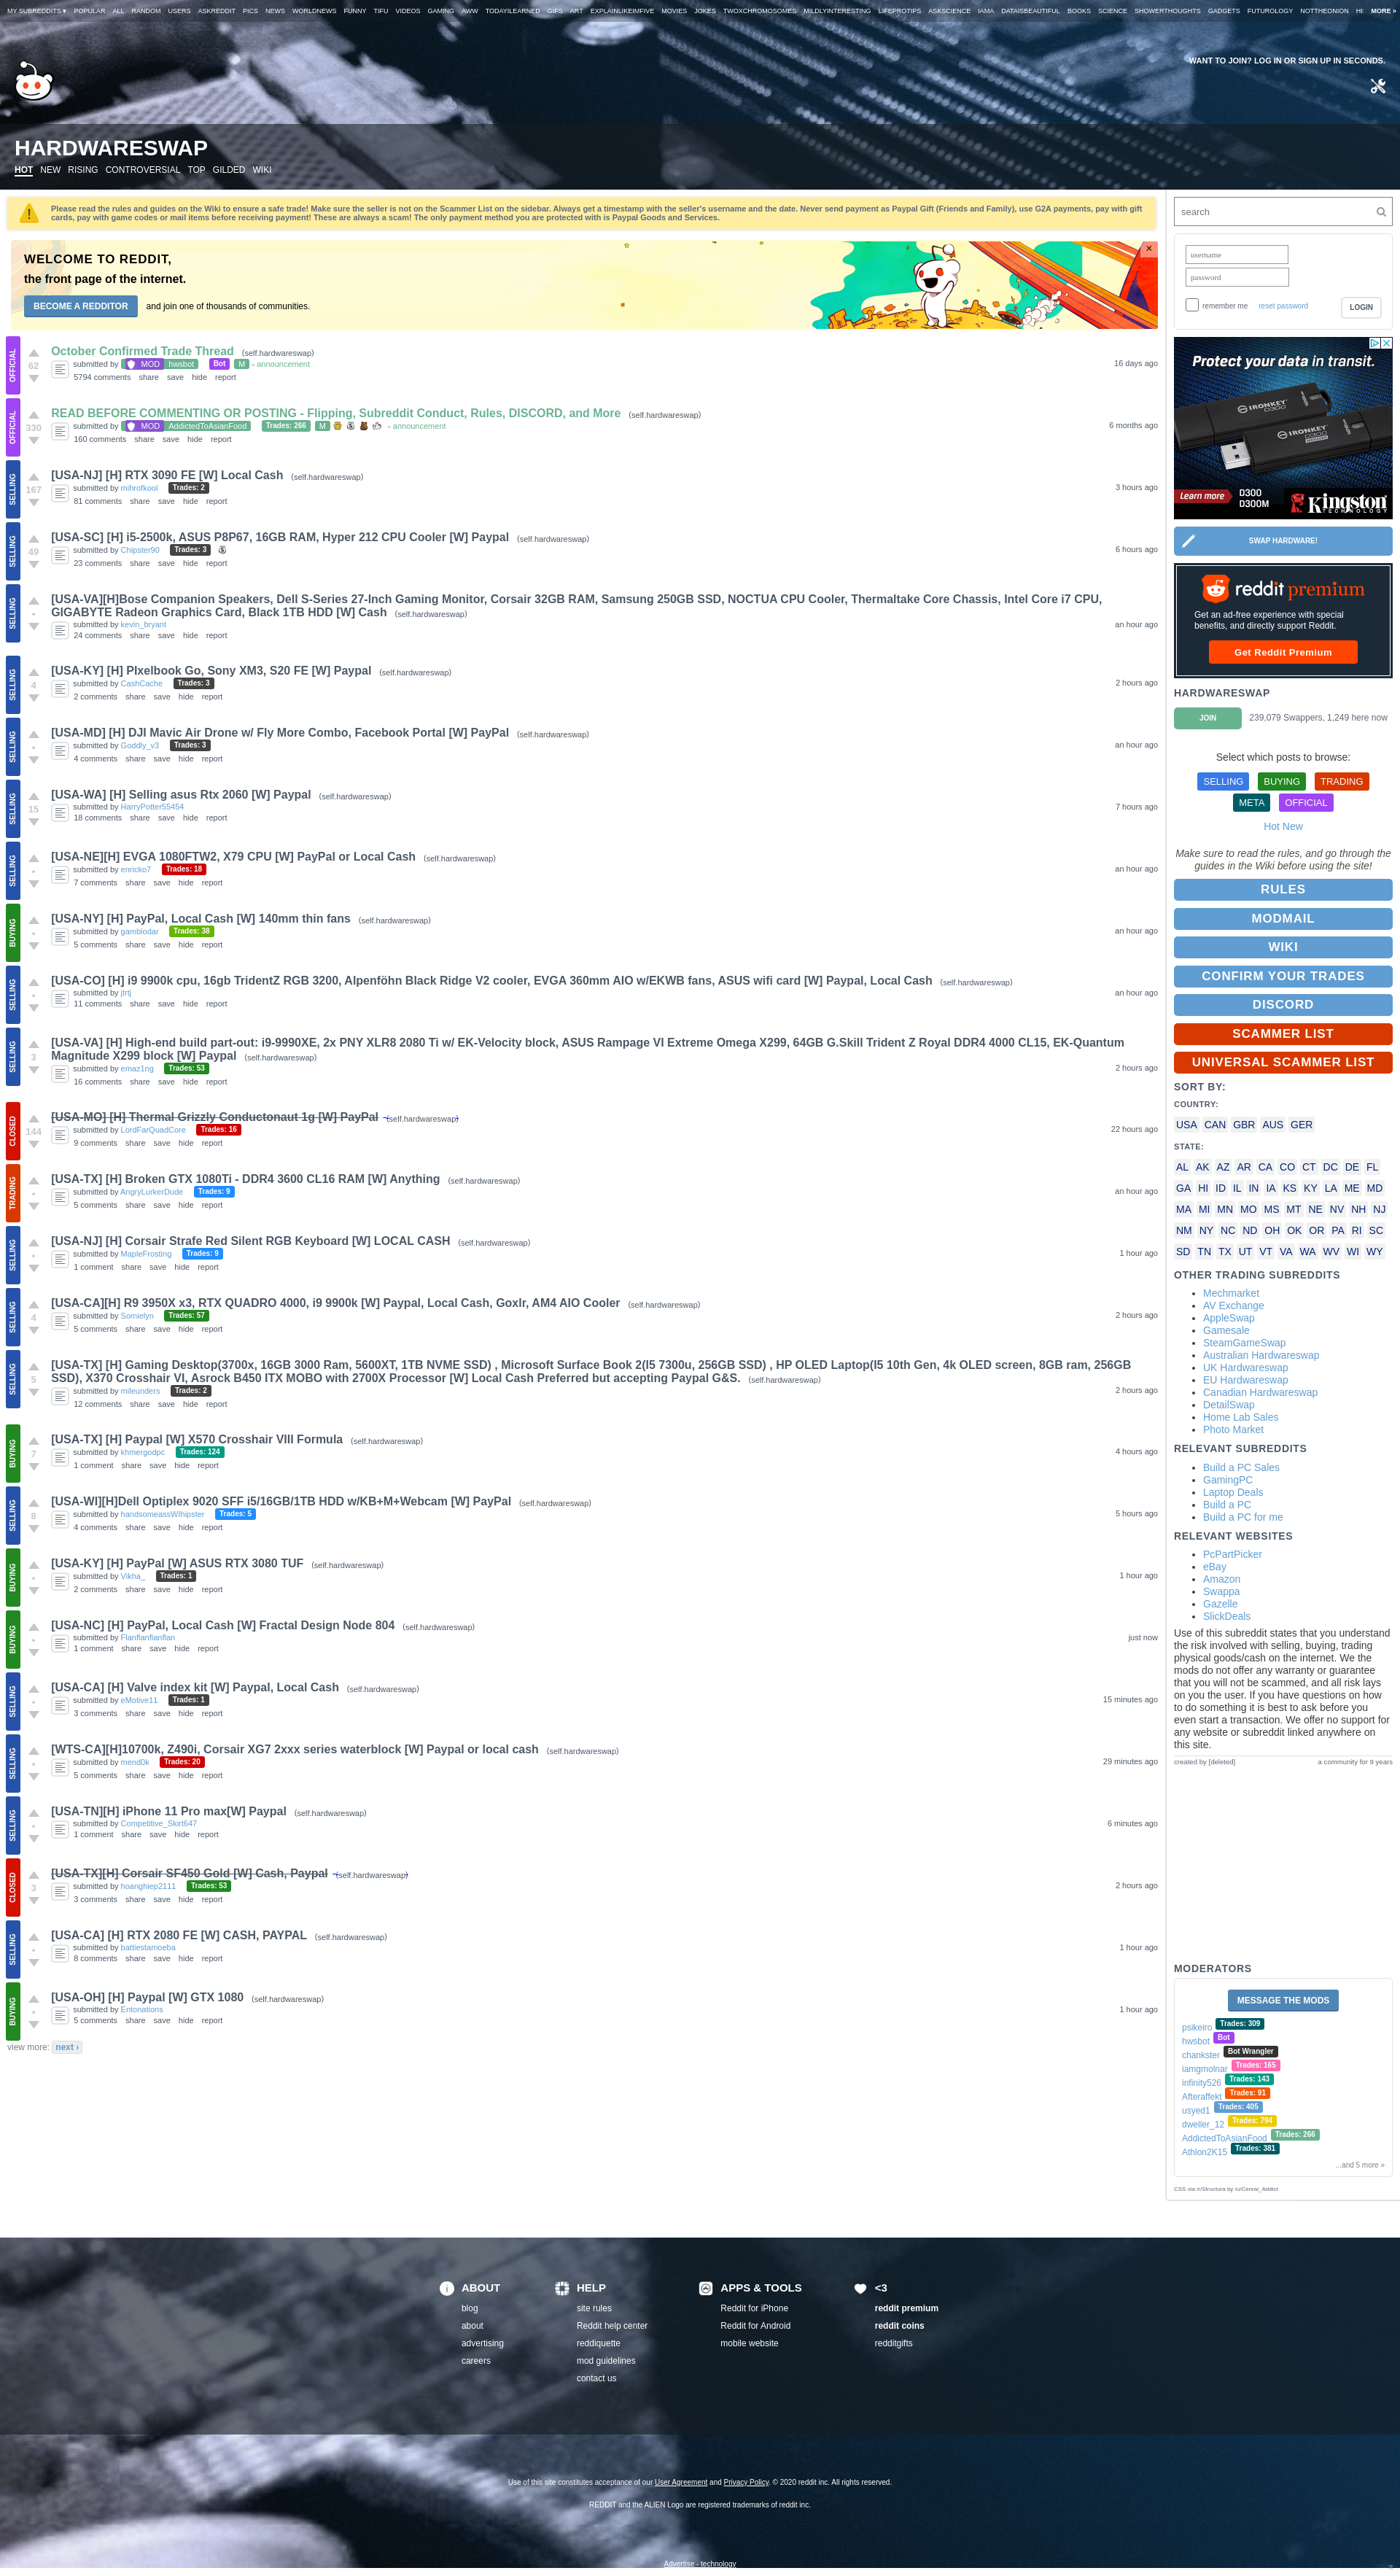 MY SUBREDDITS ▾ POPULAR ALL RANDOM USERS ASKREDDIT PICS NEWS WORLDNEWS FUNNY TIFU VIDEOS GAMING AWW TODAYILEARNED GIFS ART EXPLAINLIKEIMFIVE MOVIES JOKES TWOXCHROMOSOMES MILDLYINTERESTING LIFEPROTIPS ASKSCIENCE IAMA DATAISBEAUTIFUL BOOKS SCIENCE SHOWERTHOUGHTS GADGETS FUTUROLOGY NOTTHEONION HI MORE »
WANT TO JOIN? LOG IN OR SIGN UP IN SECONDS.
HARDWARESWAP
HOT NEW RISING CONTROVERSIAL TOP GILDED WIKI
Please read the rules and guides on the Wiki to ensure a safe trade! Make sure the seller is not on the Scammer List on the sidebar. Always get a timestamp with the seller's username and the date. Never send payment as Paypal Gift (Friends and Family), use G2A payments, pay with gift
cards, pay with game codes or mail items before receiving payment! These are always a scam! The only payment method you are protected with is Paypal Goods and Services.
WELCOME TO REDDIT,
the front page of the internet.
BECOME A REDDITOR and join one of thousands of communities.
OFFICIAL
62
October Confirmed Trade Thread (self.hardwareswap)
submitted by MOD hwsbot Bot M - announcement
16 days ago
5794 comments share save hide report
OFFICIAL
330
READ BEFORE COMMENTING OR POSTING - Flipping, Subreddit Conduct, Rules, DISCORD, and More (self.hardwareswap)
submitted by MOD AddictedToAsianFood Trades: 266 M - announcement
6 months ago
160 comments share save hide report
SELLING
167
[USA-NJ] [H] RTX 3090 FE [W] Local Cash (self.hardwareswap)
submitted by mihrofkool Trades: 2
3 hours ago
81 comments share save hide report
SELLING
49
[USA-SC] [H] i5-2500k, ASUS P8P67, 16GB RAM, Hyper 212 CPU Cooler [W] Paypal (self.hardwareswap)
submitted by Chipster90 Trades: 3
6 hours ago
23 comments share save hide report
SELLING
•
[USA-VA][H]Bose Companion Speakers, Dell S-Series 27-Inch Gaming Monitor, Corsair 32GB RAM, Samsung 250GB SSD, NOCTUA CPU Cooler, Thermaltake Core Chassis, Intel Core i7 CPU,
GIGABYTE Radeon Graphics Card, Black 1TB HDD [W] Cash (self.hardwareswap)
submitted by kevin_bryant
an hour ago
24 comments share save hide report
SELLING
4
[USA-KY] [H] PIxelbook Go, Sony XM3, S20 FE [W] Paypal (self.hardwareswap)
submitted by CashCache Trades: 3
2 hours ago
2 comments share save hide report
SELLING
•
[USA-MD] [H] DJI Mavic Air Drone w/ Fly More Combo, Facebook Portal [W] PayPal (self.hardwareswap)
submitted by Goddly_v3 Trades: 3
an hour ago
4 comments share save hide report
SELLING
15
[USA-WA] [H] Selling asus Rtx 2060 [W] Paypal (self.hardwareswap)
submitted by HarryPotter55454
7 hours ago
18 comments share save hide report
SELLING
•
[USA-NE][H] EVGA 1080FTW2, X79 CPU [W] PayPal or Local Cash (self.hardwareswap)
submitted by enricko7 Trades: 18
an hour ago
7 comments share save hide report
BUYING
•
[USA-NY] [H] PayPal, Local Cash [W] 140mm thin fans (self.hardwareswap)
submitted by gamblodar Trades: 38
an hour ago
5 comments share save hide report
SELLING
•
[USA-CO] [H] i9 9900k cpu, 16gb TridentZ RGB 3200, Alpenföhn Black Ridge V2 cooler, EVGA 360mm AIO w/EKWB fans, ASUS wifi card [W] Paypal, Local Cash (self.hardwareswap)
submitted by jtrtj
an hour ago
11 comments share save hide report
SELLING
3
[USA-VA] [H] High-end build part-out: i9-9990XE, 2x PNY XLR8 2080 Ti w/ EK-Velocity block, ASUS Rampage VI Extreme Omega X299, 64GB G.Skill Trident Z Royal DDR4 4000 CL15, EK-Quantum
Magnitude X299 block [W] Paypal (self.hardwareswap)
submitted by emaz1ng Trades: 53
2 hours ago
16 comments share save hide report
CLOSED
144
[USA-MO] [H] Thermal Grizzly Conductonaut 1g [W] PayPal (self.hardwareswap)
submitted by LordFarQuadCore Trades: 16
22 hours ago
9 comments share save hide report
TRADING
•
[USA-TX] [H] Broken GTX 1080Ti - DDR4 3600 CL16 RAM [W] Anything (self.hardwareswap)
submitted by AngryLurkerDude Trades: 9
an hour ago
5 comments share save hide report
SELLING
•
[USA-NJ] [H] Corsair Strafe Red Silent RGB Keyboard [W] LOCAL CASH (self.hardwareswap)
submitted by MapleFrosting Trades: 9
1 hour ago
1 comment share save hide report
SELLING
4
[USA-CA][H] R9 3950X x3, RTX QUADRO 4000, i9 9900k [W] Paypal, Local Cash, Goxlr, AM4 AIO Cooler (self.hardwareswap)
submitted by Somielyn Trades: 57
2 hours ago
5 comments share save hide report
SELLING
5
[USA-TX] [H] Gaming Desktop(3700x, 16GB 3000 Ram, 5600XT, 1TB NVME SSD) , Microsoft Surface Book 2(I5 7300u, 256GB SSD) , HP OLED Laptop(I5 10th Gen, 4k OLED screen, 8GB ram, 256GB
SSD), X370 Crosshair VI, Asrock B450 ITX MOBO with 2700X Processor [W] Local Cash Preferred but accepting Paypal G&S. (self.hardwareswap)
submitted by mileunders Trades: 2
2 hours ago
12 comments share save hide report
BUYING
7
[USA-TX] [H] Paypal [W] X570 Crosshair VIII Formula (self.hardwareswap)
submitted by khmergodpc Trades: 124
4 hours ago
1 comment share save hide report
SELLING
8
[USA-WI][H]Dell Optiplex 9020 SFF i5/16GB/1TB HDD w/KB+M+Webcam [W] PayPal (self.hardwareswap)
submitted by handsomeassWIhipster Trades: 5
5 hours ago
4 comments share save hide report
BUYING
•
[USA-KY] [H] PayPal [W] ASUS RTX 3080 TUF (self.hardwareswap)
submitted by Vikha_ Trades: 1
1 hour ago
2 comments share save hide report
BUYING
•
[USA-NC] [H] PayPal, Local Cash [W] Fractal Design Node 804 (self.hardwareswap)
submitted by Flanflanflanflan
just now
1 comment share save hide report
SELLING
•
[USA-CA] [H] Valve index kit [W] Paypal, Local Cash (self.hardwareswap)
submitted by eMotive11 Trades: 1
15 minutes ago
3 comments share save hide report
SELLING
•
[WTS-CA][H]10700k, Z490i, Corsair XG7 2xxx series waterblock [W] Paypal or local cash (self.hardwareswap)
submitted by mend0k Trades: 20
29 minutes ago
5 comments share save hide report
SELLING
•
[USA-TN][H] iPhone 11 Pro max[W] Paypal (self.hardwareswap)
submitted by Competitive_Skirt647
6 minutes ago
1 comment share save hide report
CLOSED
3
[USA-TX][H] Corsair SF450 Gold [W] Cash, Paypal (self.hardwareswap)
submitted by hoanghiep2111 Trades: 53
2 hours ago
3 comments share save hide report
SELLING
•
[USA-CA] [H] RTX 2080 FE [W] CASH, PAYPAL (self.hardwareswap)
submitted by battiestamoeba
1 hour ago
8 comments share save hide report
BUYING
•
[USA-OH] [H] Paypal [W] GTX 1080 (self.hardwareswap)
submitted by Entonations
1 hour ago
5 comments share save hide report
view more: next ›
search
username
password
remember me reset password LOGIN
Protect your data in transit.
IRONKEY D300
IRONKEY D300
Learn more D300 D300M Kingston TECHNOLOGY
SWAP HARDWARE!
reddit premium
Get an ad-free experience with special
benefits, and directly support Reddit.
Get Reddit Premium
HARDWARESWAP
JOIN 239,079 Swappers, 1,249 here now
Select which posts to browse:
SELLING BUYING TRADING
META OFFICIAL
Hot New
Make sure to read the rules, and go through the
guides in the Wiki before using the site!
RULES
MODMAIL
WIKI
CONFIRM YOUR TRADES
DISCORD
SCAMMER LIST
UNIVERSAL SCAMMER LIST
SORT BY:
COUNTRY:
USA CAN GBR AUS GER
STATE:
AL AK AZ AR CA CO CT DC DE FL
GA HI ID IL IN IA KS KY LA ME MD
MA MI MN MO MS MT NE NV NH NJ
NM NY NC ND OH OK OR PA RI SC
SD TN TX UT VT VA WA WV WI WY
OTHER TRADING SUBREDDITS
• Mechmarket
• AV Exchange
• AppleSwap
• Gamesale
• SteamGameSwap
• Australian Hardwareswap
• UK Hardwareswap
• EU Hardwareswap
• Canadian Hardwareswap
• DetailSwap
• Home Lab Sales
• Photo Market
RELEVANT SUBREDDITS
• Build a PC Sales
• GamingPC
• Laptop Deals
• Build a PC
• Build a PC for me
RELEVANT WEBSITES
• PcPartPicker
• eBay
• Amazon
• Swappa
• Gazelle
• SlickDeals
Use of this subreddit states that you understand
the risk involved with selling, buying, trading
physical goods/cash on the internet. We the
mods do not offer any warranty or guarantee
that you will not be scammed, and all risk lays
on you the user. If you have questions on how
to do something it is best to ask before you
even start a transaction. We offer no support for
any website or subreddit linked anywhere on
this site.
created by [deleted] a community for 9 years
MODERATORS
MESSAGE THE MODS
psikeiro Trades: 309
hwsbot Bot
chankster Bot Wrangler
iamgmolnar Trades: 165
infinity526 Trades: 143
Afteraffekt Trades: 91
usyed1 Trades: 405
dweller_12 Trades: 794
AddictedToAsianFood Trades: 266
Athlon2K15 Trades: 381
...and 5 more »
CSS via /r/Structura by /u/Cereal_Addict
ABOUT
blog
about
advertising
careers
HELP
site rules
Reddit help center
reddiquette
mod guidelines
contact us
APPS & TOOLS
Reddit for iPhone
Reddit for Android
mobile website
<3
reddit premium
reddit coins
redditgifts
Use of this site constitutes acceptance of our User Agreement and Privacy Policy. © 2020 reddit inc. All rights reserved.
REDDIT and the ALIEN Logo are registered trademarks of reddit inc.
Advertise - technology